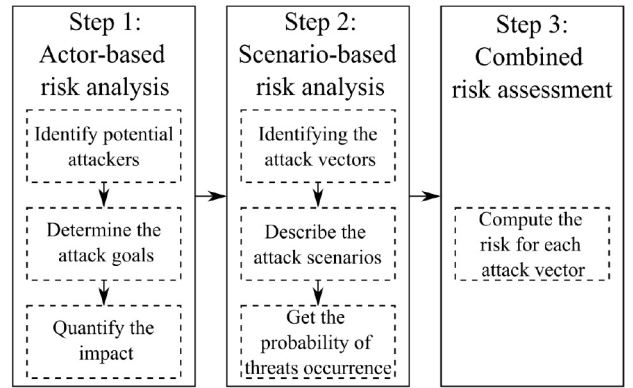 Step 1:
Actor-based
risk analysis
Identify potential
attackers
Determine the
attack goals
Quantify the
impact
Step 2:
Scenario-based
risk analysis
Identifying the
attack vectors
Describe the
attack scenarios
Get the
probability of
threats occurrence
Step 3:
Combined
risk assessment
Compute the
risk for each
attack vector